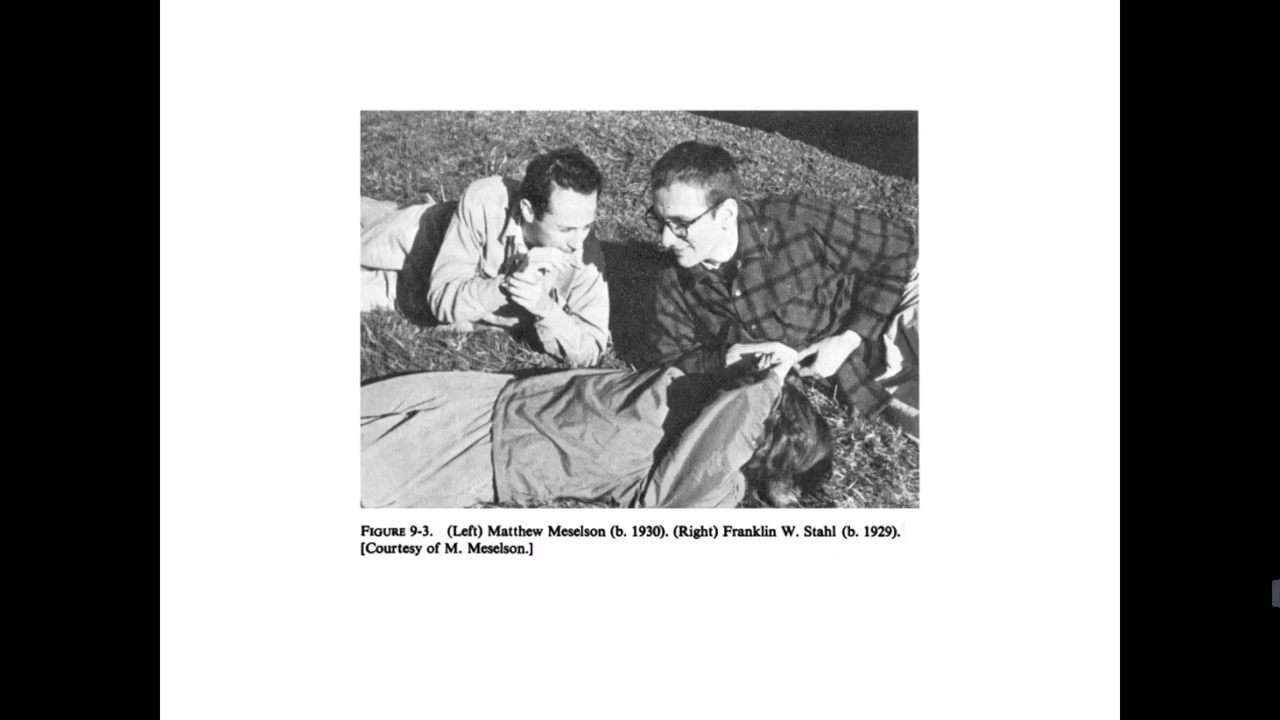 FIGURE 9-3. (Left) Matthew Meselson (b. 1930). (Right) Franklin W. Stahl (b. 1929).
[Courtesy of M. Meselson.]